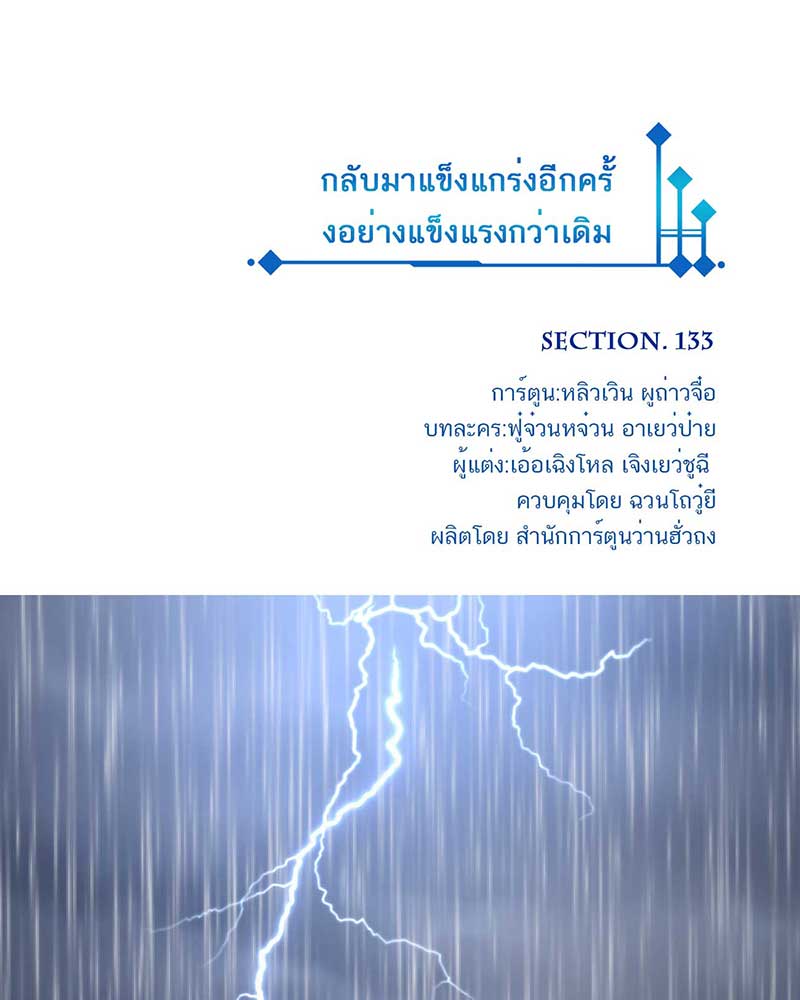 กลับมาแข็งแกร่งอีกครั้
งอย่างแข็งแรงกว่าเดิม
SECTION. 133
การ์ตูน:หลิวเวิน ผูถ่าวจื่อ
บทละคร:ฟู่จ๋วนหจ๋วน อาเยว่ป๋าย
ผู้แต่ง:เอ้อเฉิงโหล เจิงเยว่ชูฉี
ควบคุมโดย ฉวนโถวู๋ยี
ผลิตโดย สำนักการ์ตูนว่านฮั่วถง